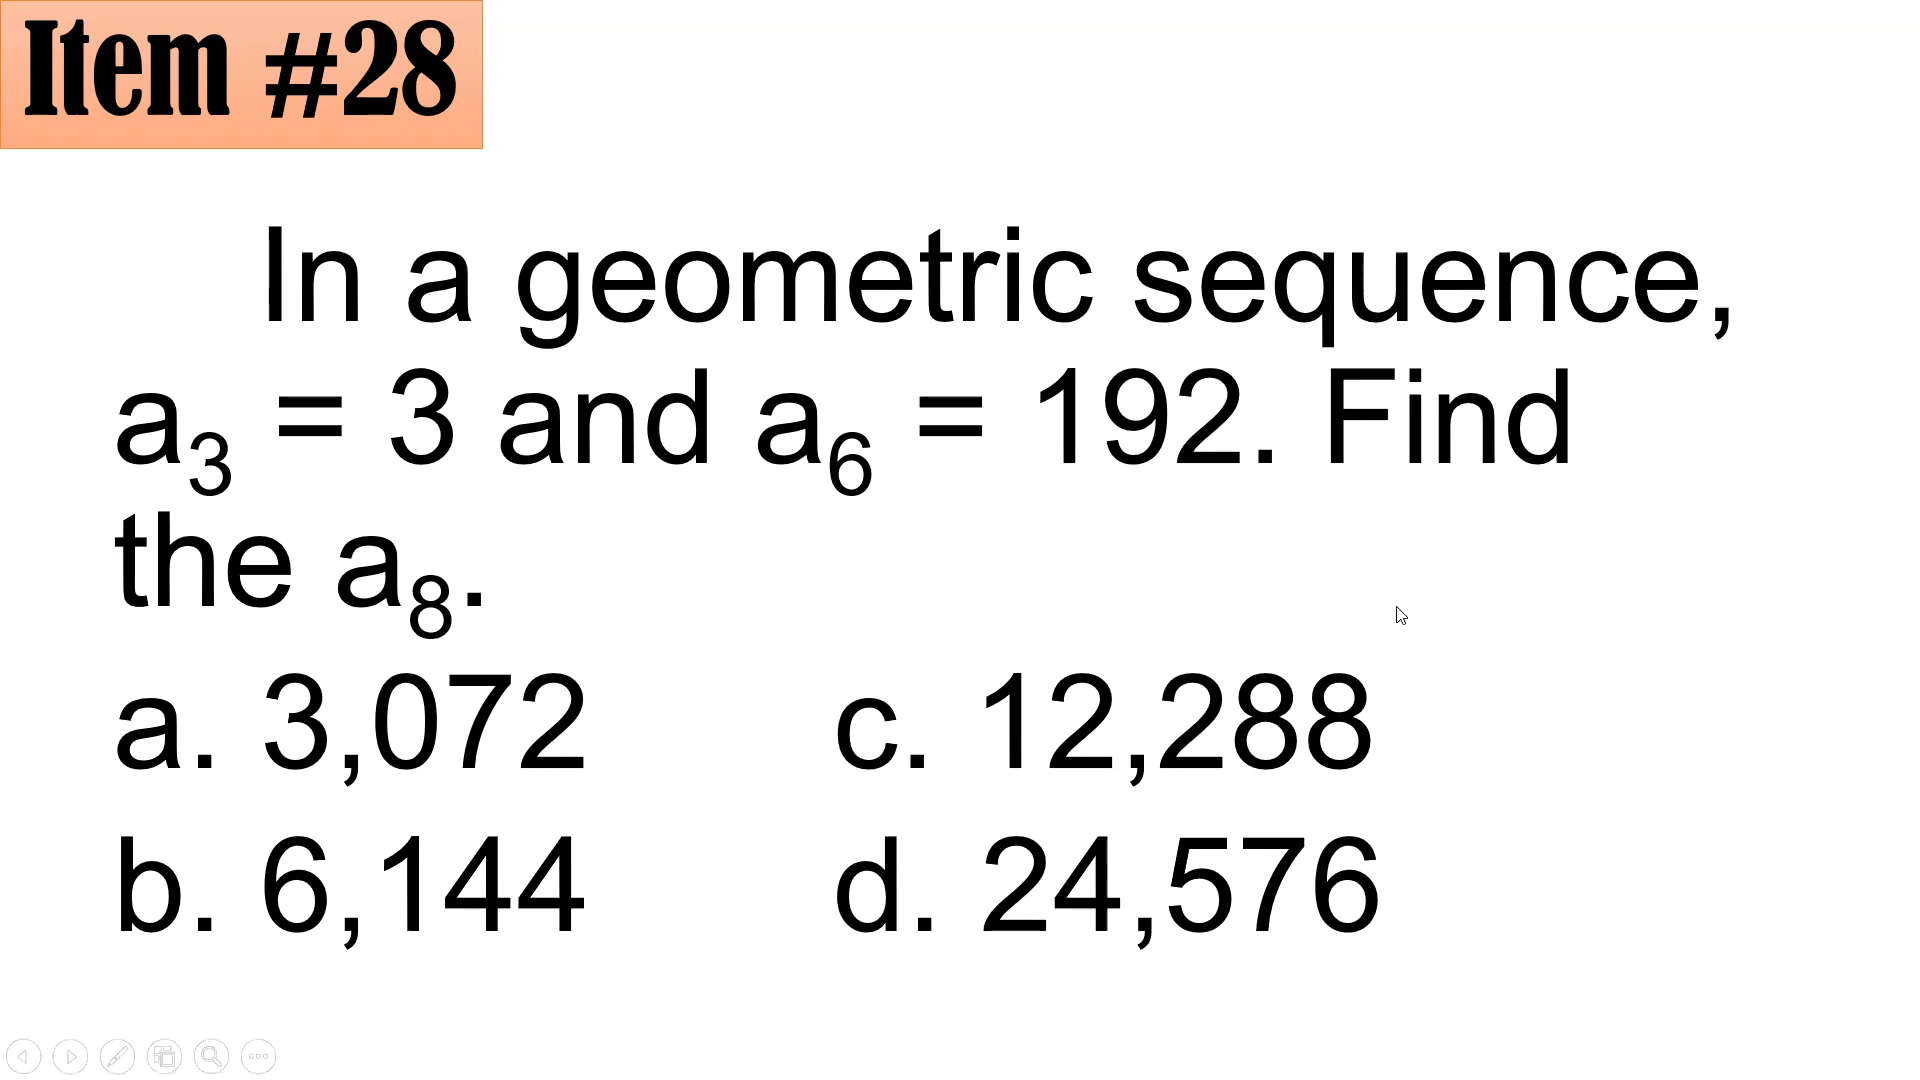 Item #28
In a geometric sequence,
a₃ = 3 and a₆ = 192. Find
the a₈.
a. 3,072 c. 12,288
b. 6,144 d. 24,576